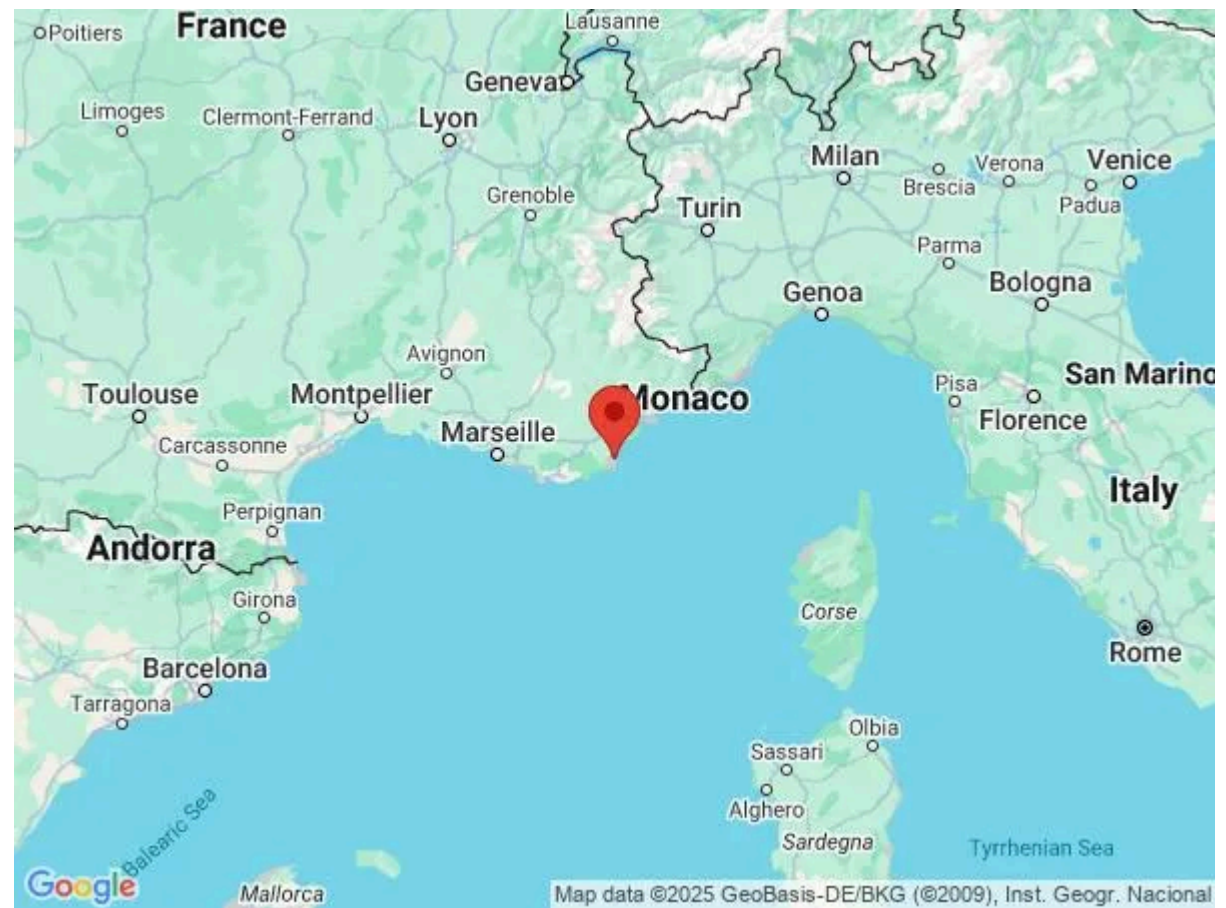 Lausanne
Poitiers
France
Geneva
Limoges
Clermont-Ferrand
Lyon
Milan
Verona
Venice
Brescia
Grenoble
Padua
Turin
Parma
Bologna
Genoa
Avignon
San Marino
Pisa
Toulouse
Montpellier
Monaco
Florence
Marseille
Carcassonne
Italy
Perpignan
Andorra
Girona
Corse
Rome
Barcelona
Tarragona
Olbia
Sassari
Alghero
Balearic Sea
Sardegna
Tyrrhenian Sea
Google
Mallorca
Map data ©2025 GeoBasis-DE/BKG (©2009), Inst. Geogr. Nacional